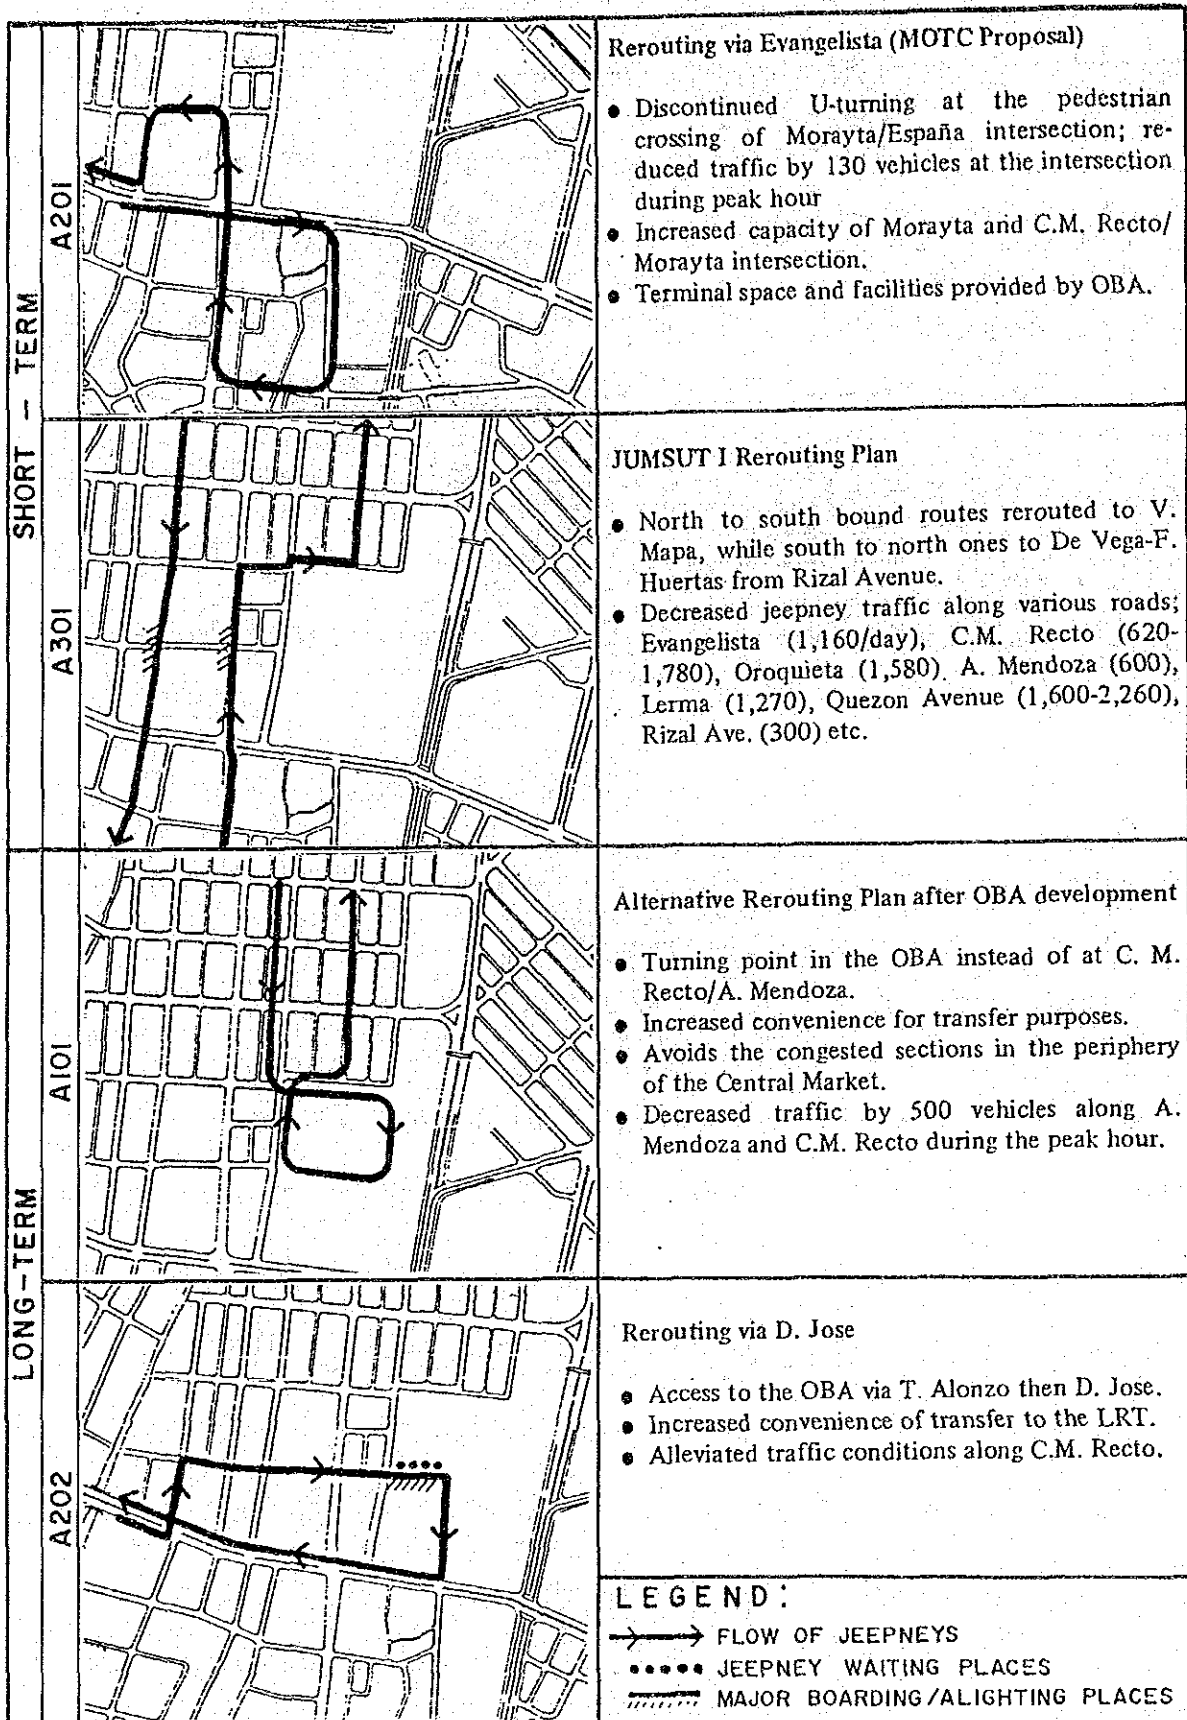 SHORT - TERM
A201
Rerouting via Evangelista (MOTC Proposal)
● Discontinued U-turning at the pedestrian
crossing of Morayta/España intersection; re-
duced traffic by 130 vehicles at the intersection
during peak hour
● Increased capacity of Morayta and C.M. Recto/
Morayta intersection.
● Terminal space and facilities provided by OBA.
A301
JUMSUT I Rerouting Plan
● North to south bound routes rerouted to V.
Mapa, while south to north ones to De Vega-F.
Huertas from Rizal Avenue.
● Decreased jeepney traffic along various roads;
Evangelista (1,160/day), C.M. Recto (620-
1,780), Oroquieta (1,580), A. Mendoza (600),
Lerma (1,270), Quezon Avenue (1,600-2,260),
Rizal Ave. (300) etc.
LONG-TERM
A101
Alternative Rerouting Plan after OBA development
● Turning point in the OBA instead of at C. M.
Recto/A. Mendoza.
● Increased convenience for transfer purposes.
● Avoids the congested sections in the periphery
of the Central Market.
● Decreased traffic by 500 vehicles along A.
Mendoza and C.M. Recto during the peak hour.
A202
Rerouting via D. Jose
● Access to the OBA via T. Alonzo then D. Jose.
● Increased convenience of transfer to the LRT.
● Alleviated traffic conditions along C.M. Recto.
LEGEND:
FLOW OF JEEPNEYS
JEEPNEY WAITING PLACES
MAJOR BOARDING/ALIGHTING PLACES